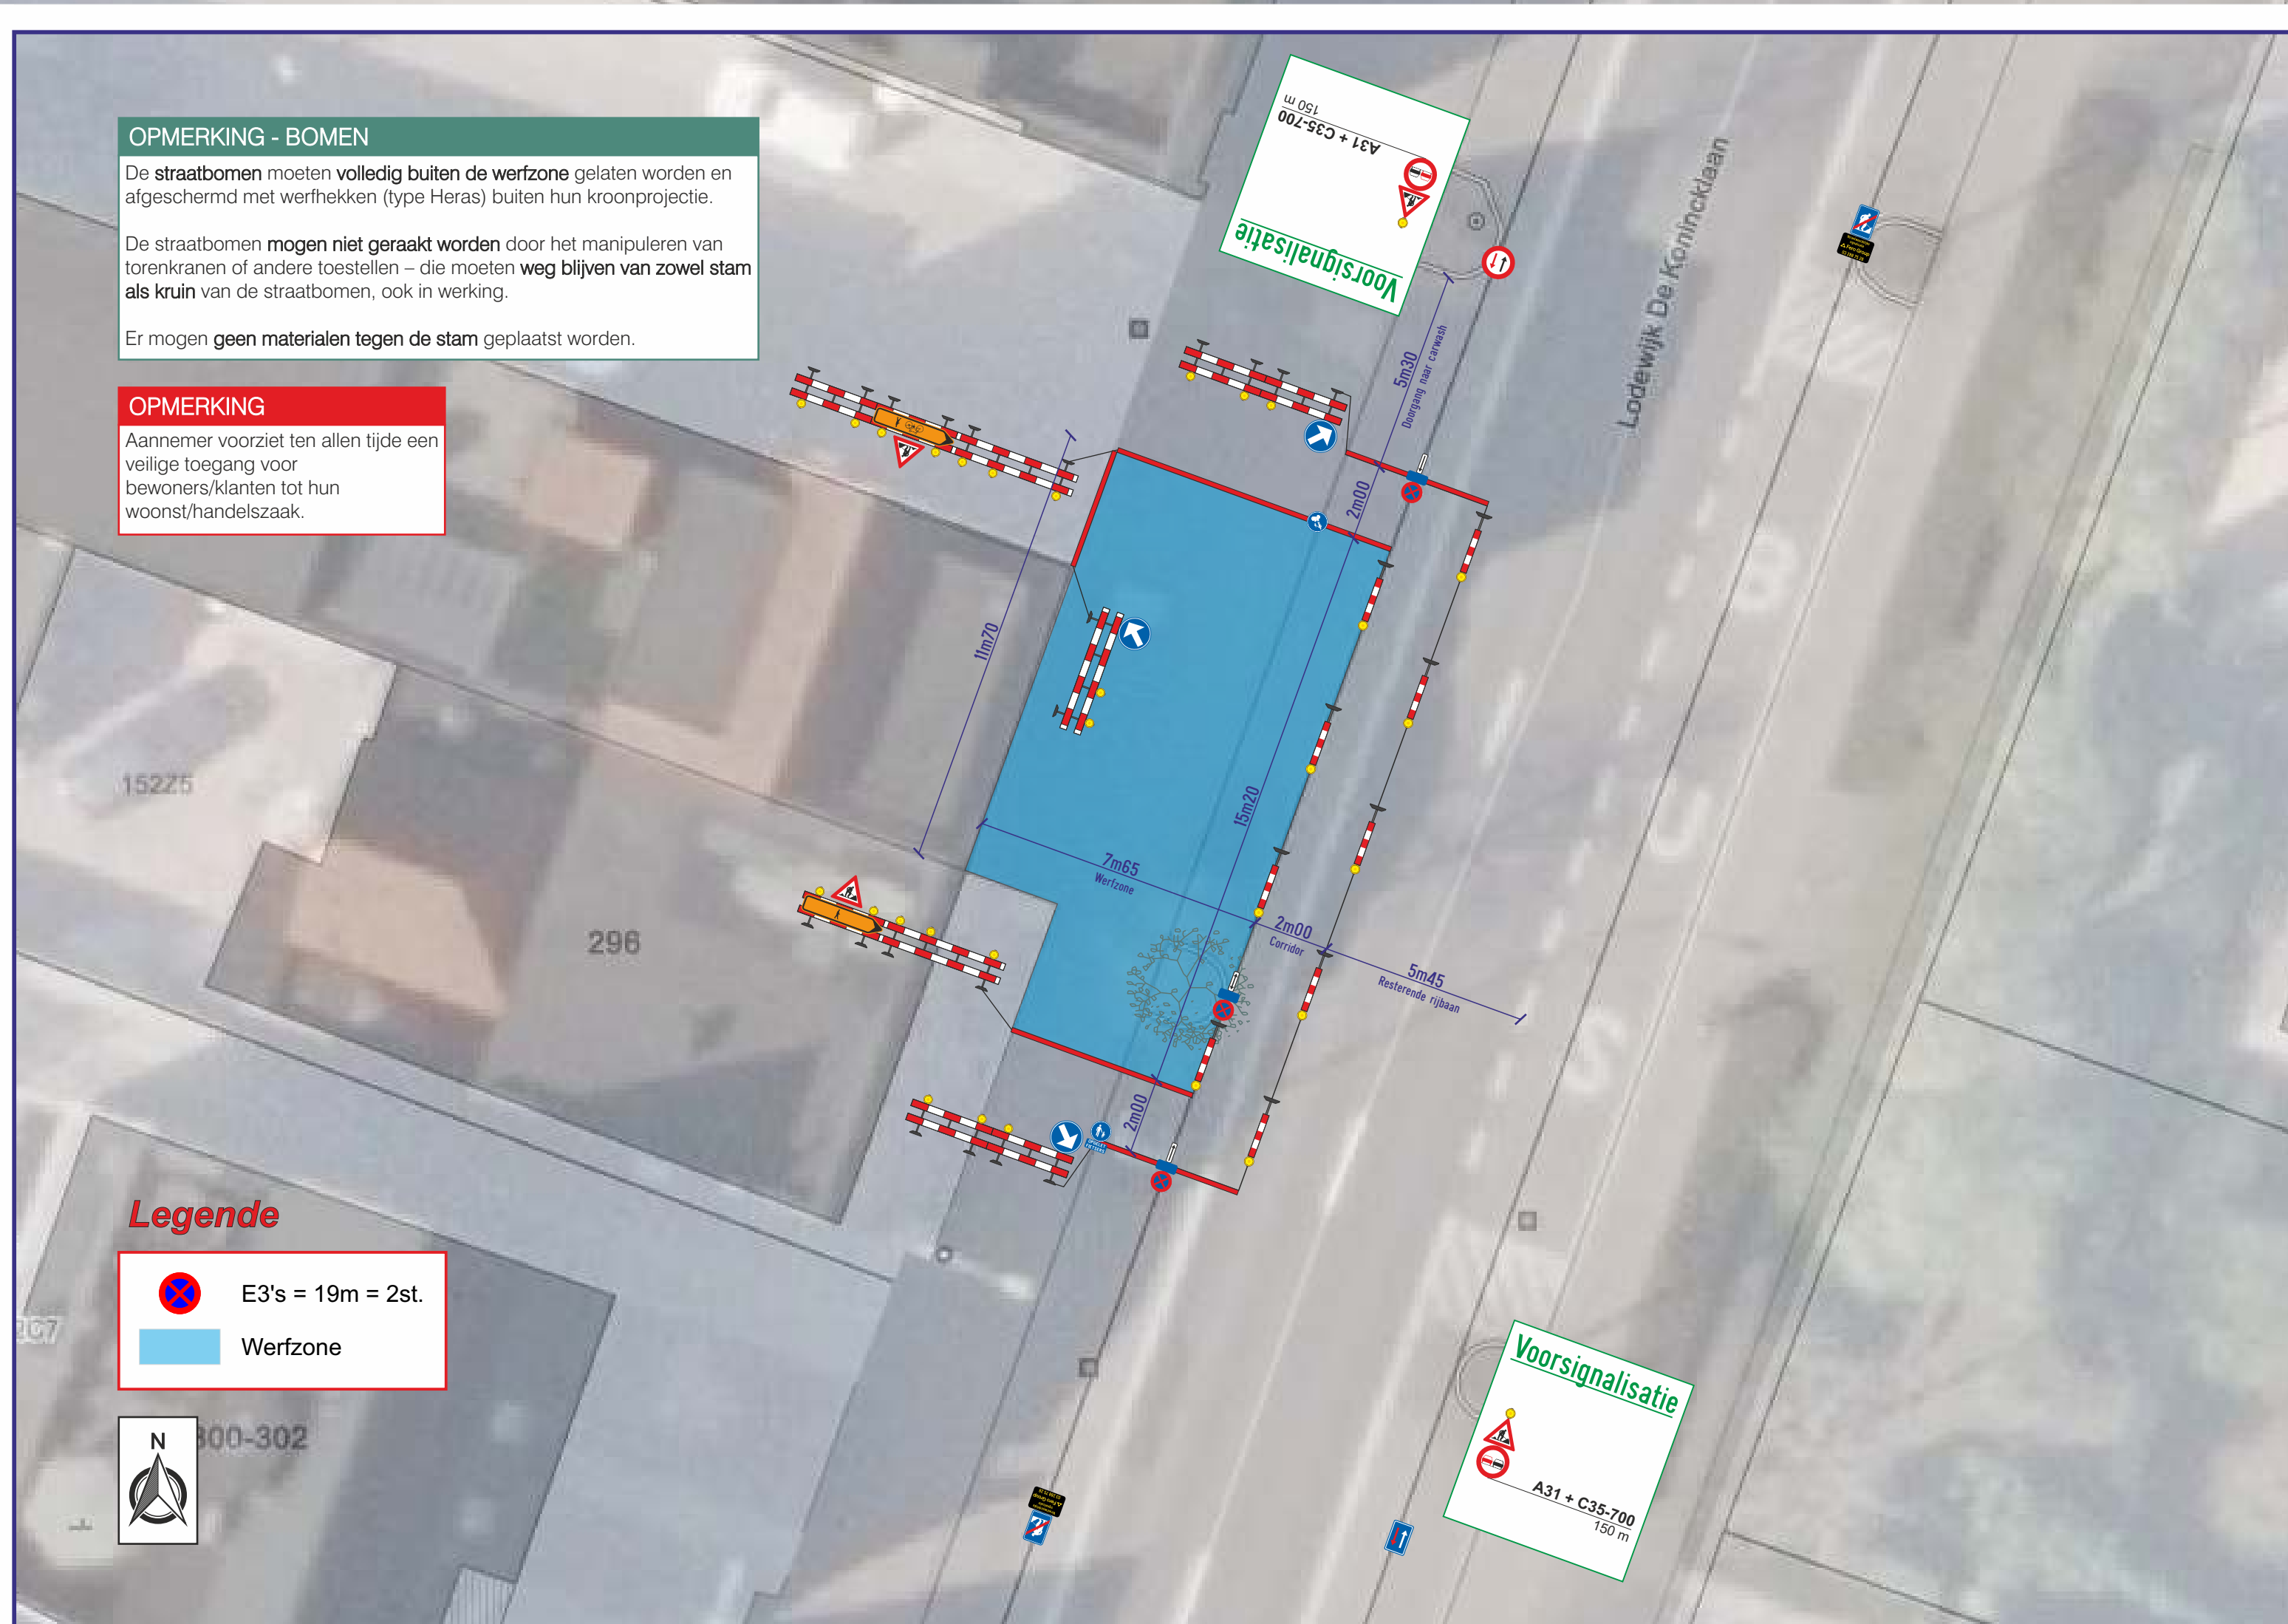 OPMERKING - BOMEN
De straatbomen moeten volledig buiten de werfzone gelaten worden en
afgeschermd met werfhekken (type Heras) buiten hun kroonprojectie.
De straatbomen mogen niet geraakt worden door het manipuleren van
torenkranen of andere toestellen – die moeten weg blijven van zowel stam
als kruin van de straatbomen, ook in werking.
Er mogen geen materialen tegen de stam geplaatst worden.
OPMERKING
Aannemer voorziet ten allen tijde een
veilige toegang voor
bewoners/klanten tot hun
woonst/handelszaak.
Voorsignalisatie
A31 + C35-700
150 m
Lodewijk De Konincklaan
5m30
Doorgang naar carwash
2m00
11m70
15m20
7m65
Werfzone
2m00
Corridor
5m45
Resterende rijbaan
2m00
BUS
296
300-302
Legende
E3's = 19m = 2st.
Werfzone
N
Voorsignalisatie
A31 + C35-700
150 m